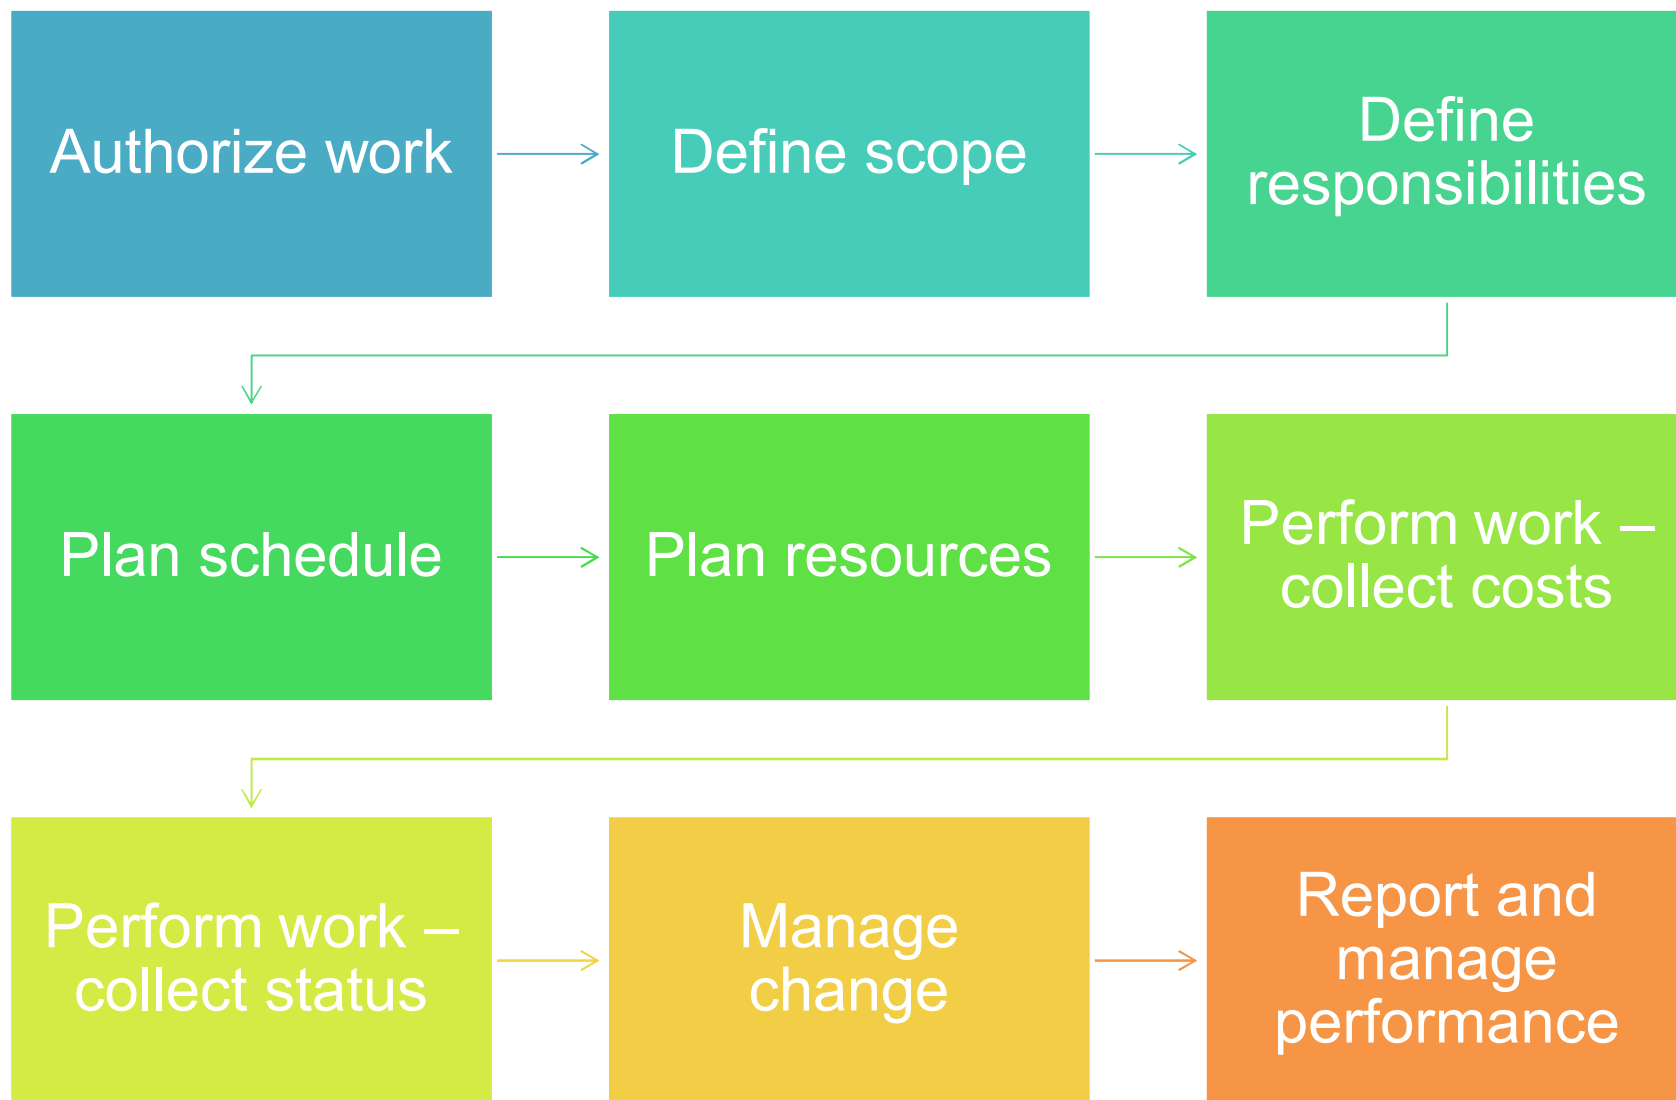 Authorize work
Define scope
Define
responsibilities
Plan schedule
Plan resources
Perform work –
collect costs
Perform work –
collect status
Manage
change
Report and
manage
performance